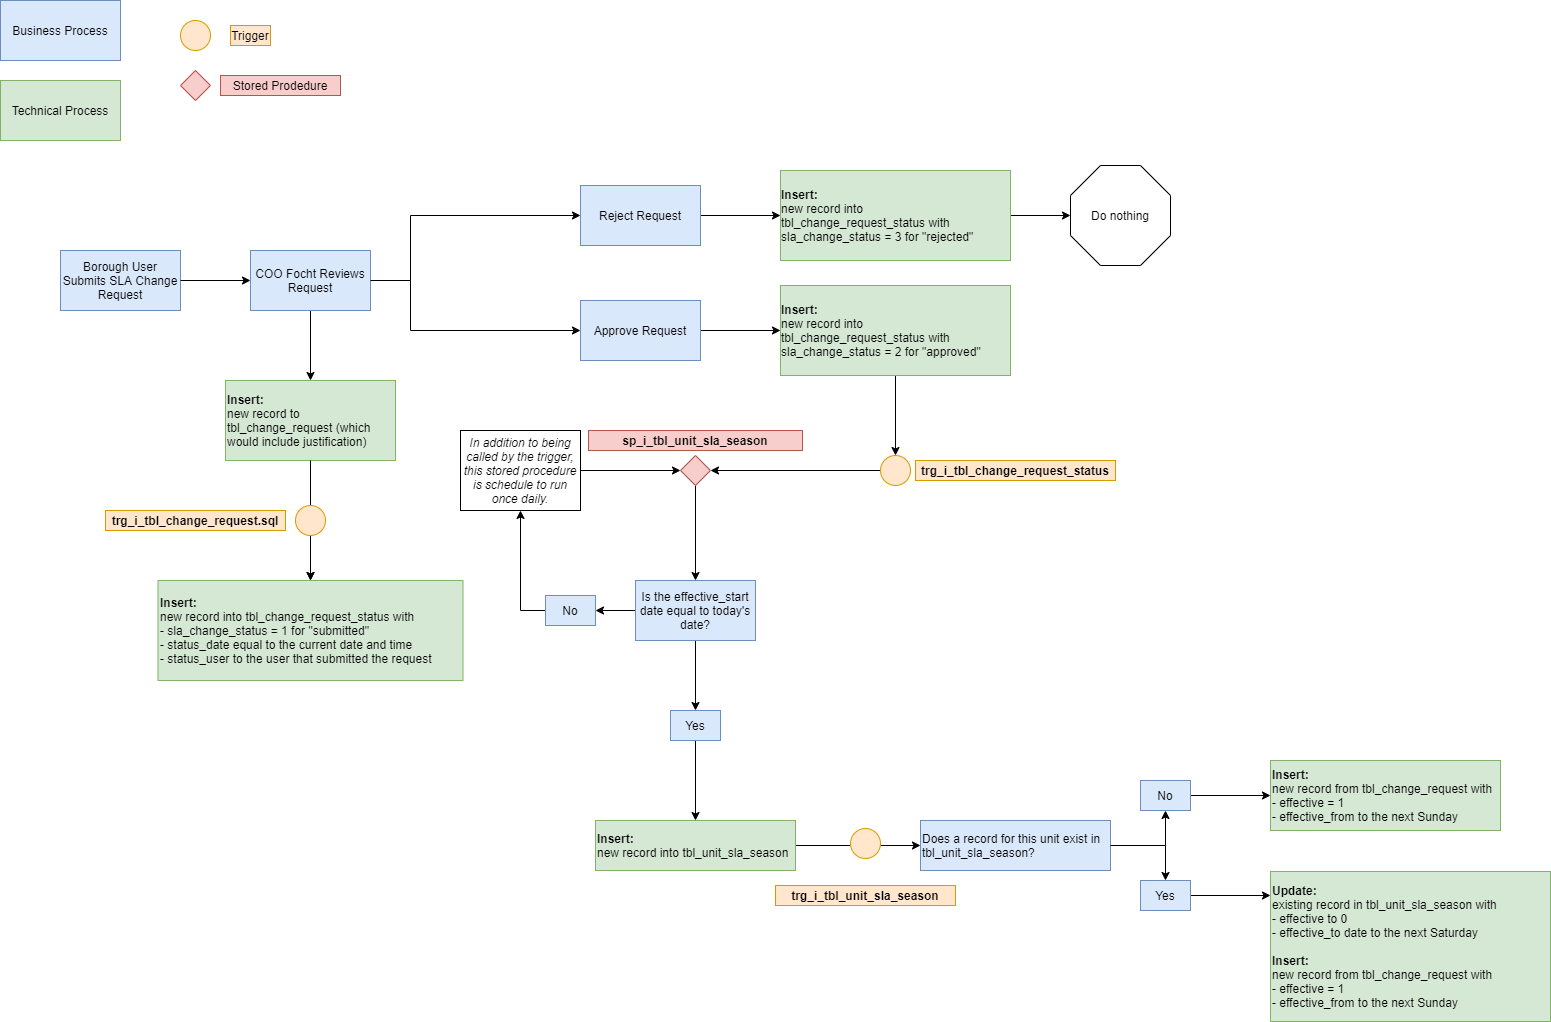 Business Process
Trigger
Stored Prodedure
Technical Process
Borough User
Submits SLA Change
Request
COO Focht Reviews
Request
Reject Request
Insert:
new record into
tbl_change_request_status with
sla_change_status = 3 for "rejected"
Do nothing
Approve Request
Insert:
new record into
tbl_change_request_status with
sla_change_status = 2 for "approved"
Insert:
new record to
tbl_change_request (which
would include justification)
trg_i_tbl_change_request.sql
Insert:
new record into tbl_change_request_status with
- sla_change_status = 1 for "submitted"
- status_date equal to the current date and time
- status_user to the user that submitted the request
In addition to being
called by the trigger,
this stored procedure
is schedule to run
once daily.
sp_i_tbl_unit_sla_season
trg_i_tbl_change_request_status
Is the effective_start
date equal to today's
date?
No
Yes
Insert:
new record into tbl_unit_sla_season
trg_i_tbl_unit_sla_season
Does a record for this unit exist in
tbl_unit_sla_season?
No
Insert:
new record from tbl_change_request with
- effective = 1
- effective_from to the next Sunday
Yes
Update:
existing record in tbl_unit_sla_season with
- effective to 0
- effective_to date to the next Saturday
Insert:
new record from tbl_change_request with
- effective = 1
- effective_from to the next Sunday